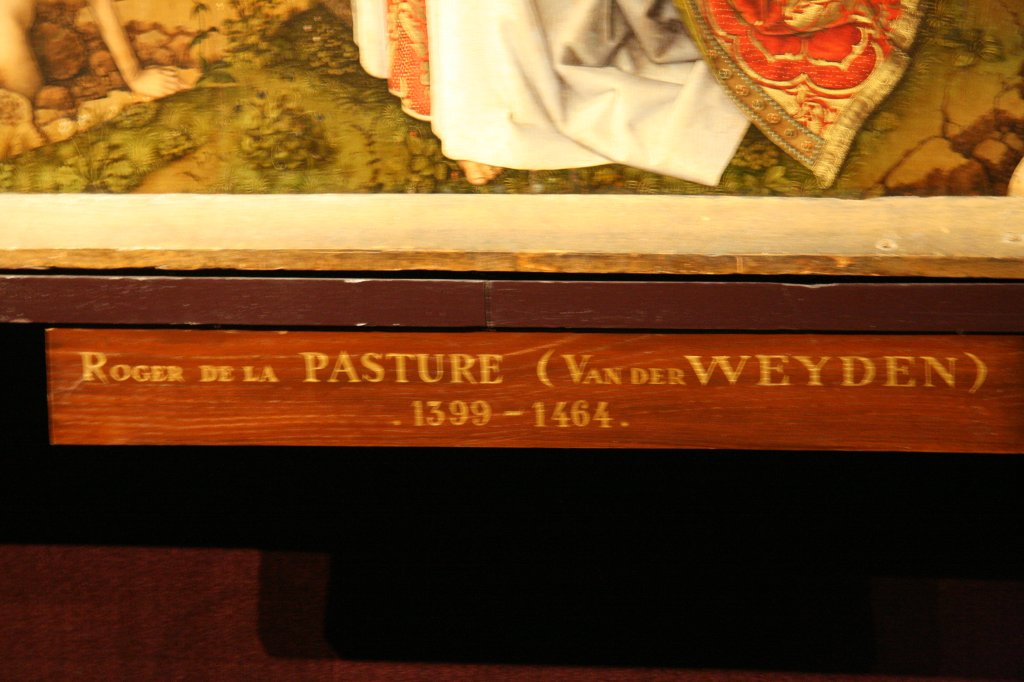 ROGER DE LA PASTURE (VAN DER WEYDEN)
. 1399 - 1464 .